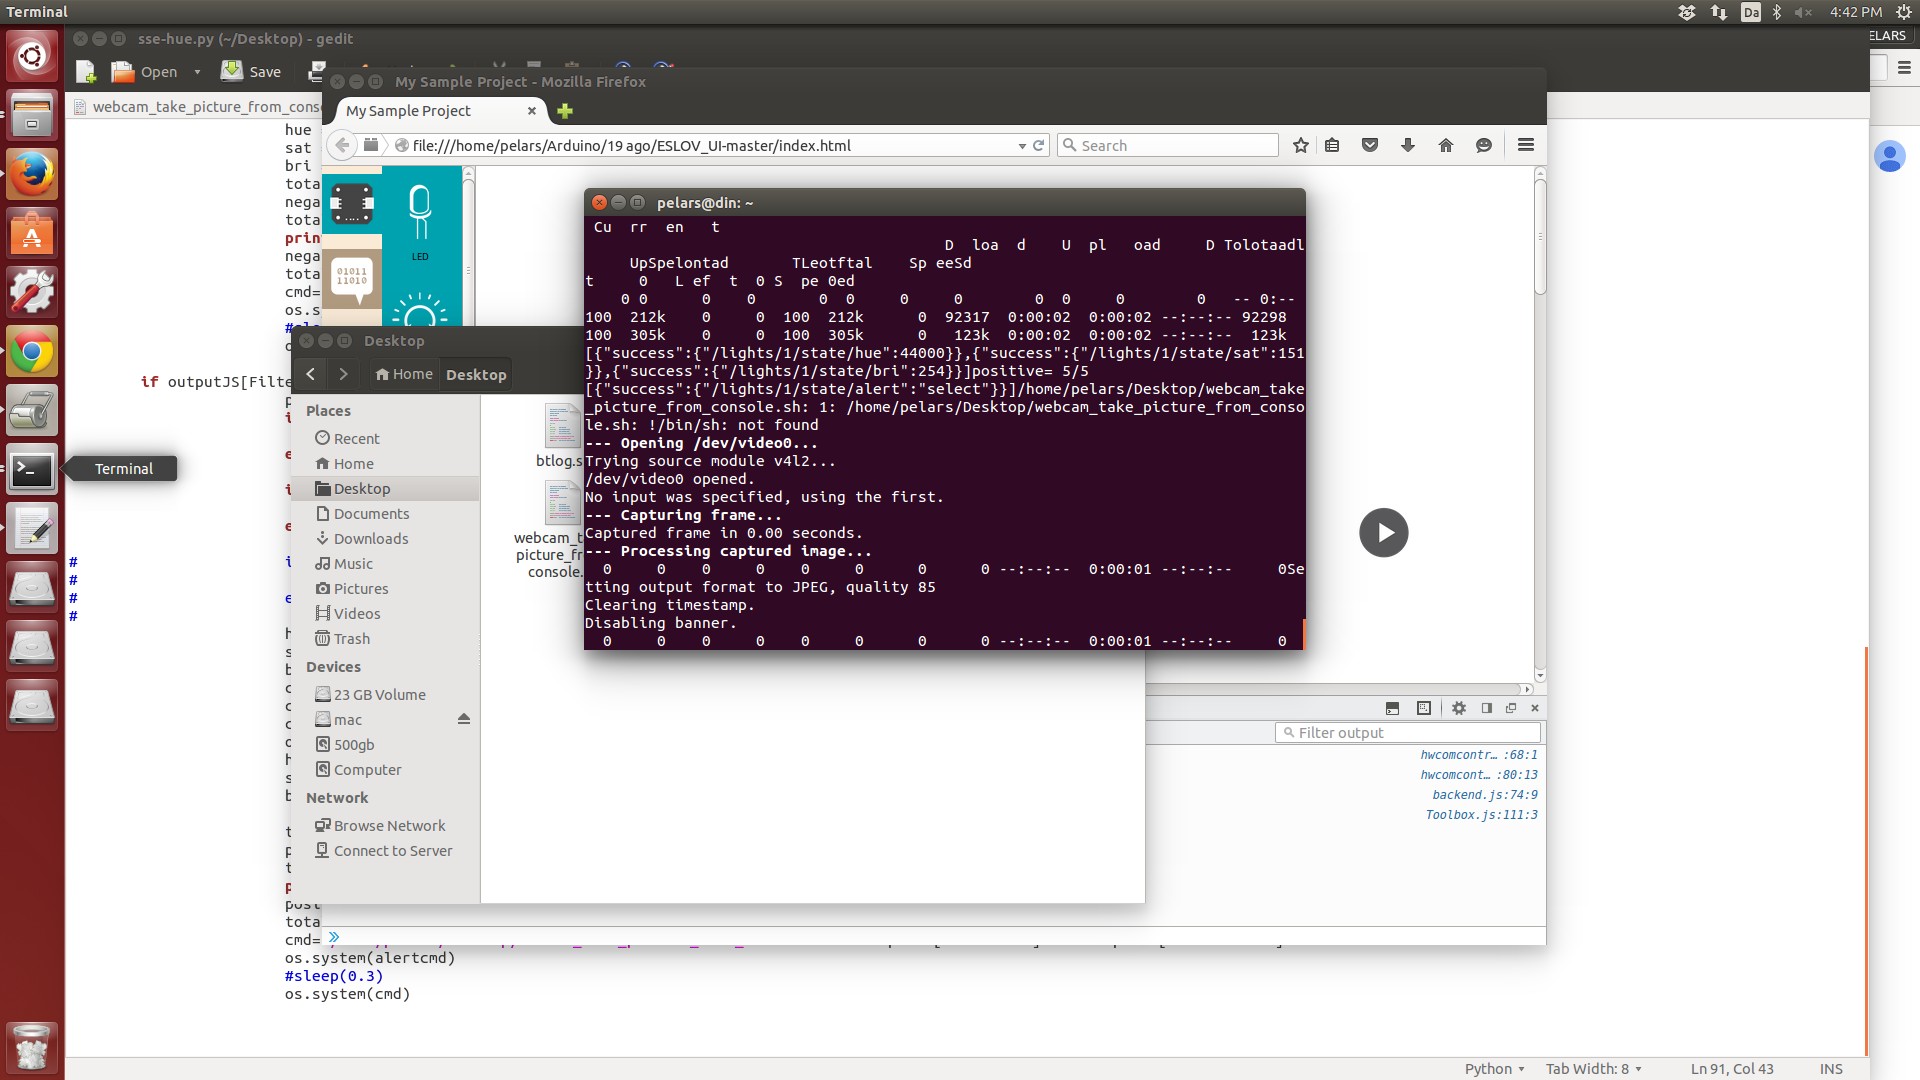 Terminal
Da
4:42 PM
sse-hue.py (~/Desktop) - gedit
ELARS
Open
Save
My Sample Project - Mozilla Firefox
webcam_take_picture_from_cons
My Sample Project
file:///home/pelars/Arduino/19 ago/ESLOV_UI-master/index.html
Search
hue
sat
bri
tota
nega
tota
prin
nega
tota
cmd=
os.s
if outputJS[Filte
#
#
#
#
LED
01011
11010
Terminal
pelars@din: ~
Cu rr en t
D loa d U pl oad D Tolotaadl
UpSpelontad TLeotftal Sp eeSd
t 0 L ef t 0 S pe 0ed
0 0 0 0 0 0 0 0 0 0 0 0 -- 0:--
100 212k 0 0 100 212k 0 92317 0:00:02 0:00:02 --:--:-- 92298
100 305k 0 0 100 305k 0 123k 0:00:02 0:00:02 --:--:-- 123k
[{"success":{"/lights/1/state/hue":44000}},{"success":{"/lights/1/state/sat":151
}},{"success":{"/lights/1/state/bri":254}}]positive= 5/5
[{"success":{"/lights/1/state/alert":"select"}}]/home/pelars/Desktop/webcam_take
_picture_from_console.sh: 1: /home/pelars/Desktop/webcam_take_picture_from_conso
le.sh: !/bin/sh: not found
--- Opening /dev/video0...
Trying source module v4l2...
/dev/video0 opened.
No input was specified, using the first.
--- Capturing frame...
Captured frame in 0.00 seconds.
--- Processing captured image...
0 0 0 0 0 0 0 --:--:-- 0:00:01 --:--:-- 0Se
tting output format to JPEG, quality 85
Clearing timestamp.
Disabling banner.
0 0 0 0 0 0 0 --:--:-- 0:00:01 --:--:-- 0
Desktop
Home
Desktop
Places
Recent
Home
Desktop
Documents
Downloads
Music
Pictures
Videos
Trash
Devices
23 GB Volume
mac
500gb
Computer
Network
Browse Network
Connect to Server
btlog.s
webcam_t
picture_fr
console.
Filter output
hwcomcontr… :68:1
hwcomcont… :80:13
backend.js:74:9
Toolbox.js:111:3
post
tota
cmd=
os.system(alertcmd)
#sleep(0.3)
os.system(cmd)
Python
Tab Width: 8
Ln 91, Col 43
INS